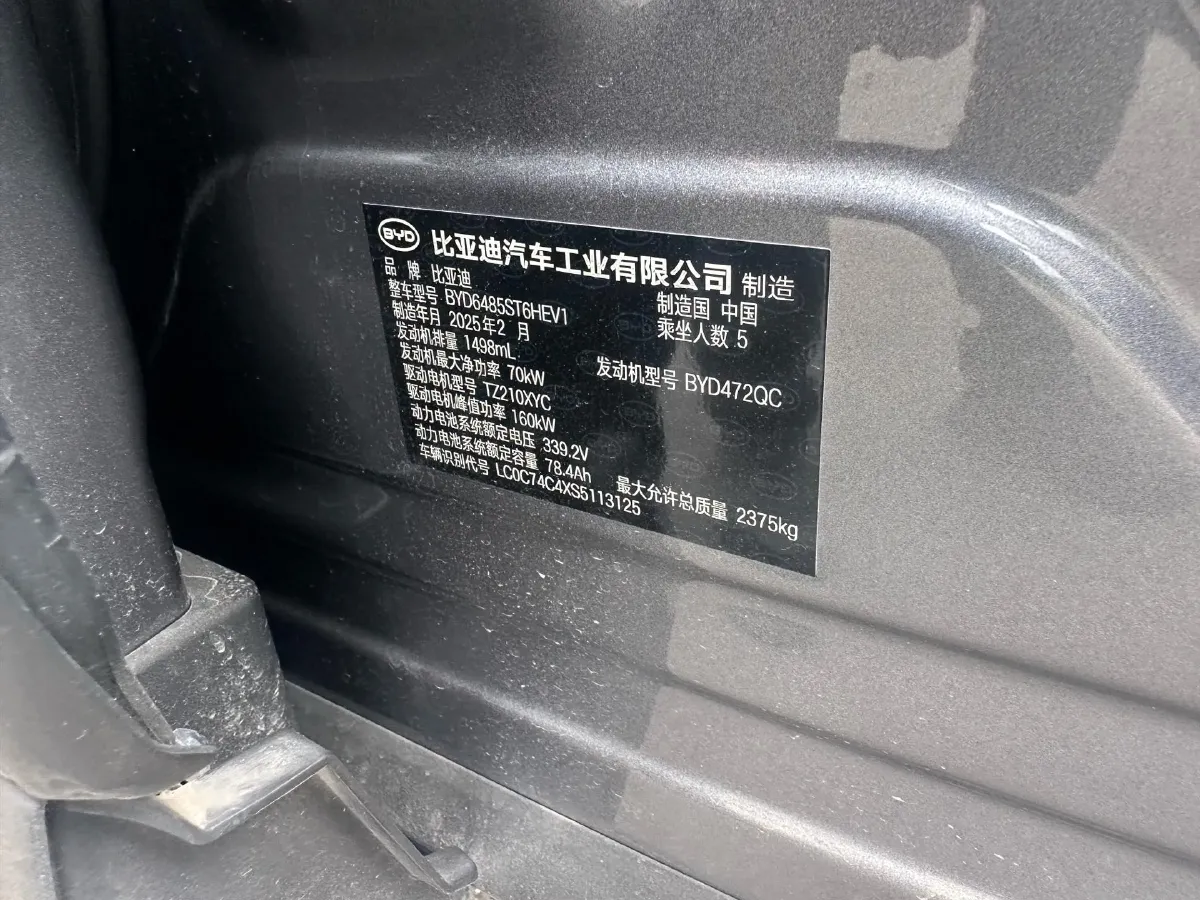 BYD 比亚迪汽车工业有限公司 制造
品 牌 比亚迪 制造国 中国
整车型号 BYD6485ST6HEV1 乘坐人数 5
制造年月 2025年2 月
发动机排量 1498mL 发动机型号 BYD472QC
发动机最大净功率 70kW
驱动电机型号 TZ210XYC
驱动电机峰值功率 160kW
动力电池系统额定电压 339.2V
动力电池系统额定容量 78.4Ah 最大允许总质量 2375kg
车辆识别代号 LC0C74C4XS5113125